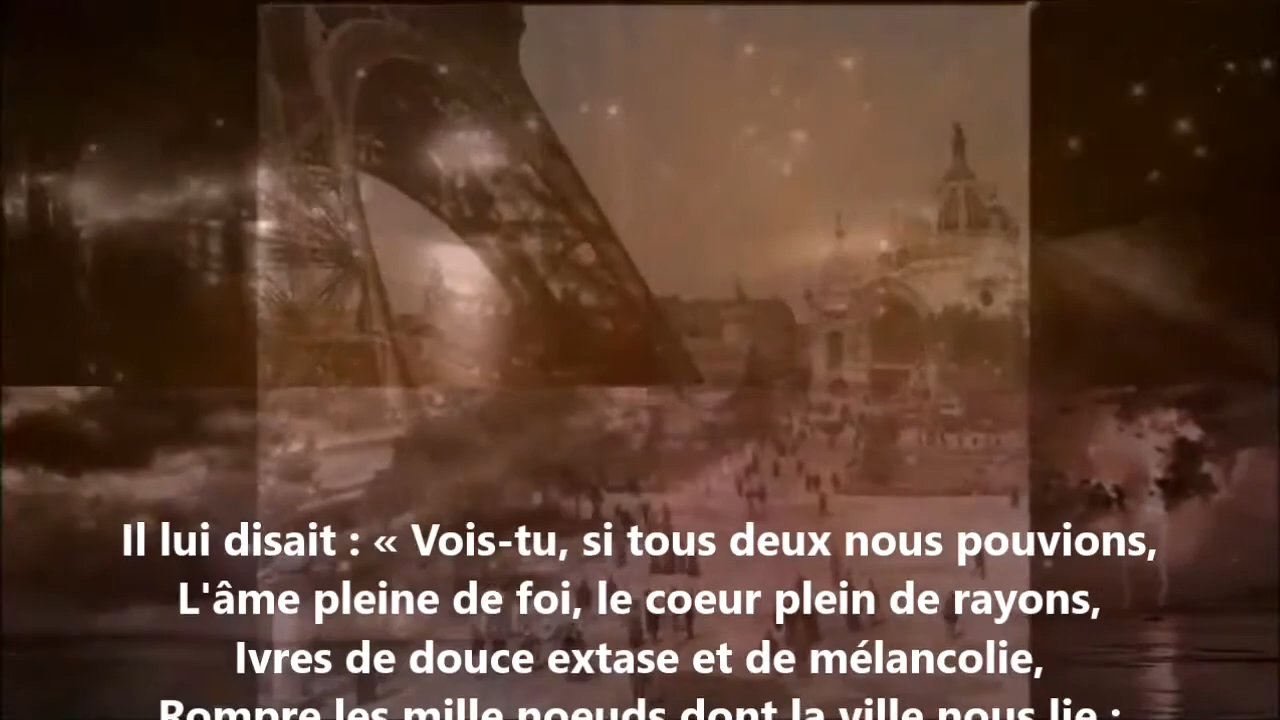 Il lui disait : « Vois-tu, si tous deux nous pouvions,
L'âme pleine de foi, le coeur plein de rayons,
Ivres de douce extase et de mélancolie,
Rompre les mille noeuds dont la ville nous lie ;